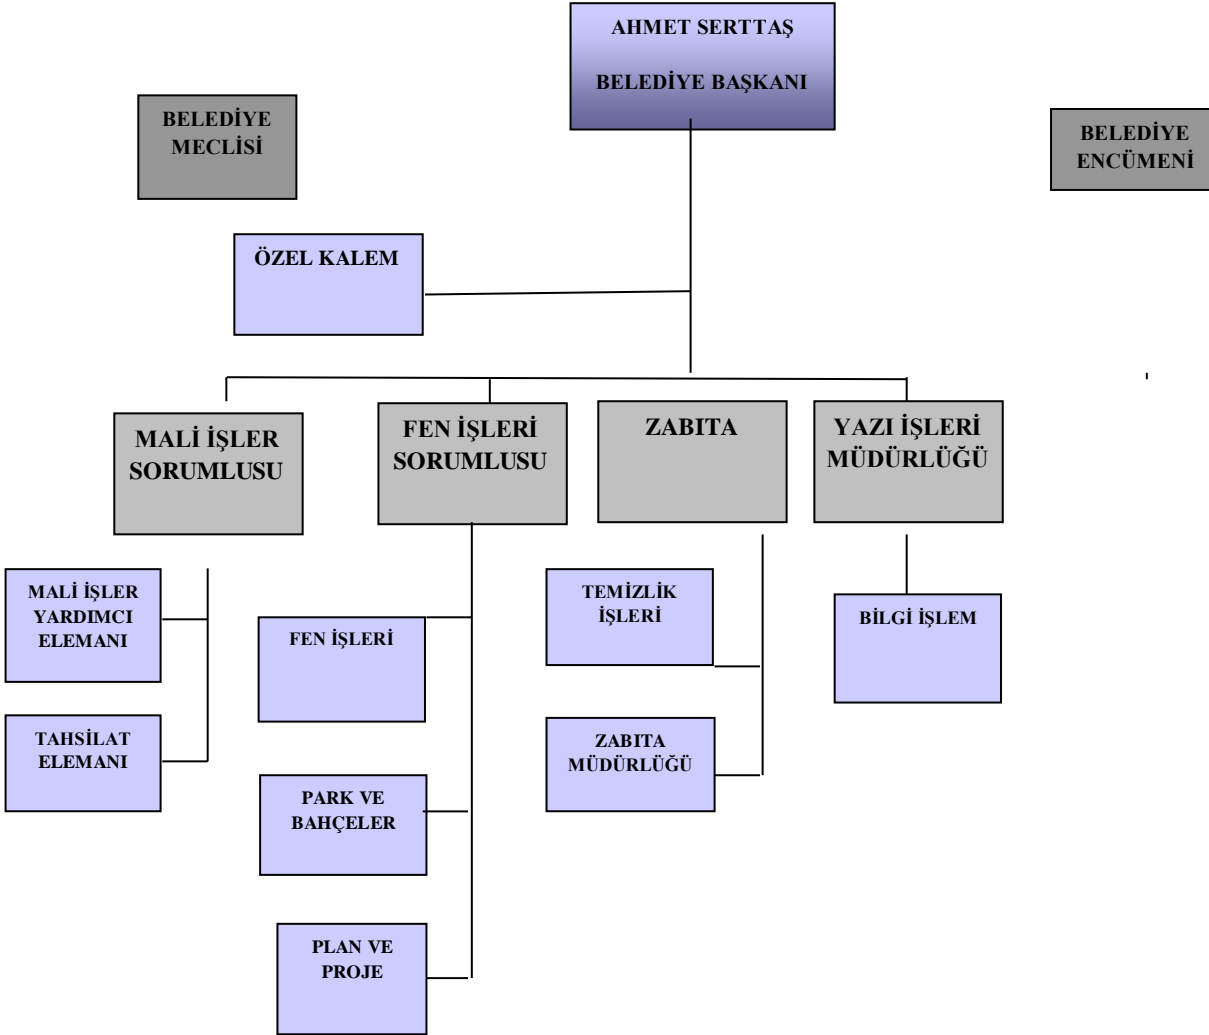 AHMET SERTTAŞ
BELEDİYE BAŞKANI
BELEDİYE
MECLİSİ
BELEDİYE
ENCÜMENİ
ÖZEL KALEM
MALİ İŞLER
SORUMLUSU
FEN İŞLERİ
SORUMLUSU
ZABITA
YAZI İŞLERİ
MÜDÜRLÜĞÜ
MALİ İŞLER
YARDIMCI
ELEMANI
TAHSİLAT
ELEMANI
FEN İŞLERİ
PARK VE
BAHÇELER
PLAN VE
PROJE
TEMİZLİK
İŞLERİ
ZABITA
MÜDÜRLÜĞÜ
BİLGİ İŞLEM